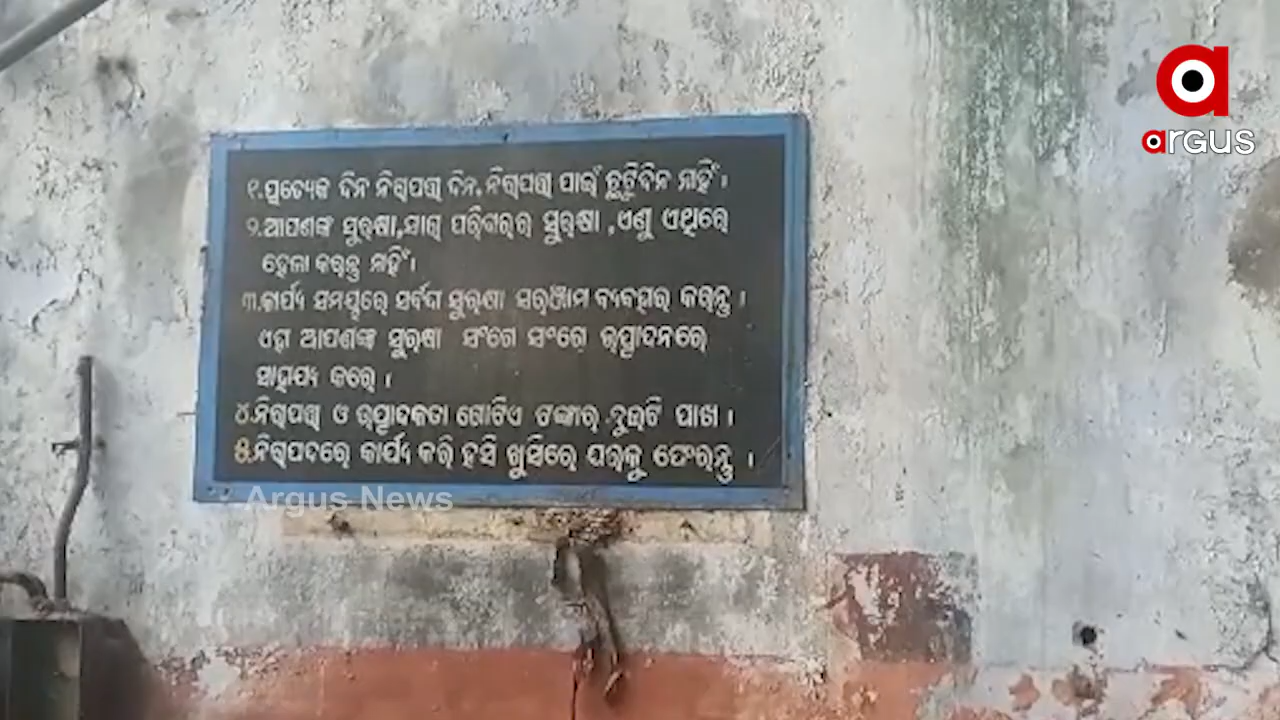 argus
୧.ପ୍ରତ୍ୟେକ ଦିନ ନିରାପତ୍ତା ଦିନ, ନିରାପତ୍ତା ପାଇଁ ଛୁଟିଦିନ ନାହିଁ।
୨.ଆପଣଙ୍କ ସୁରକ୍ଷା, ସାରା ପରିବାରର ସୁରକ୍ଷା ,ଏଣୁ ଏଥିରେ
ହେଳା କରନ୍ତୁ ନାହିଁ।
୩.କାର୍ଯ୍ୟ ସମୟରେ ସର୍ବଦା ସୁରକ୍ଷା ସରଞ୍ଜାମ ବ୍ୟବହାର କରନ୍ତୁ ।
ଏହା ଆପଣଙ୍କ ସୁରକ୍ଷା ସଂଗେ ସଂଗେ ଉତ୍ପାଦନରେ
ସାହାଯ୍ୟ କରେ ।
୪.ନିରାପତ୍ତା ଓ ଉତ୍ପାଦକତା ଗୋଟିଏ ଟଙ୍କାର ଦୁଇଟି ପାଖ ।
୫.ନିରାପଦରେ କାର୍ଯ୍ୟ କରି ହସି ଖୁସିରେ ଘରକୁ ଫେରନ୍ତୁ ।
Argus News